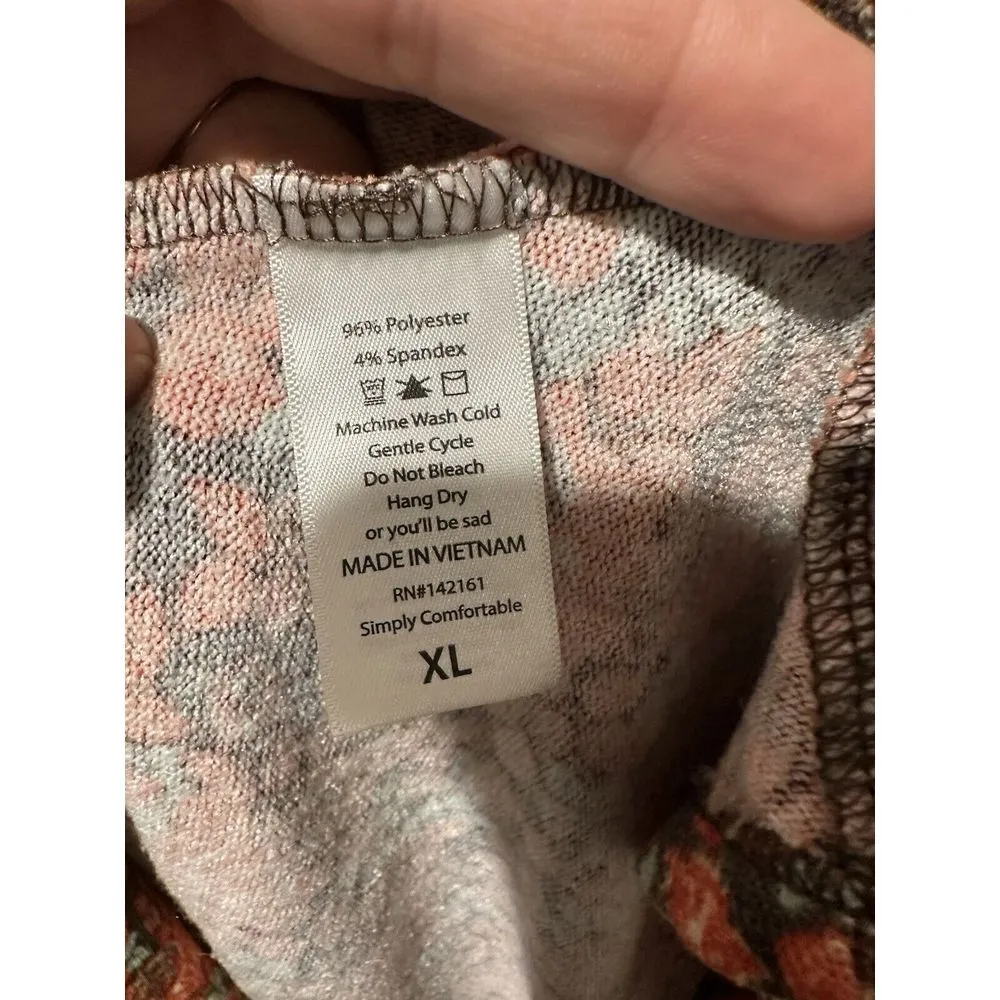 96% Polyester
4% Spandex
Machine Wash Cold
Gentle Cycle
Do Not Bleach
Hang Dry
or you'll be sad
MADE IN VIETNAM
RN#142161
Simply Comfortable
XL